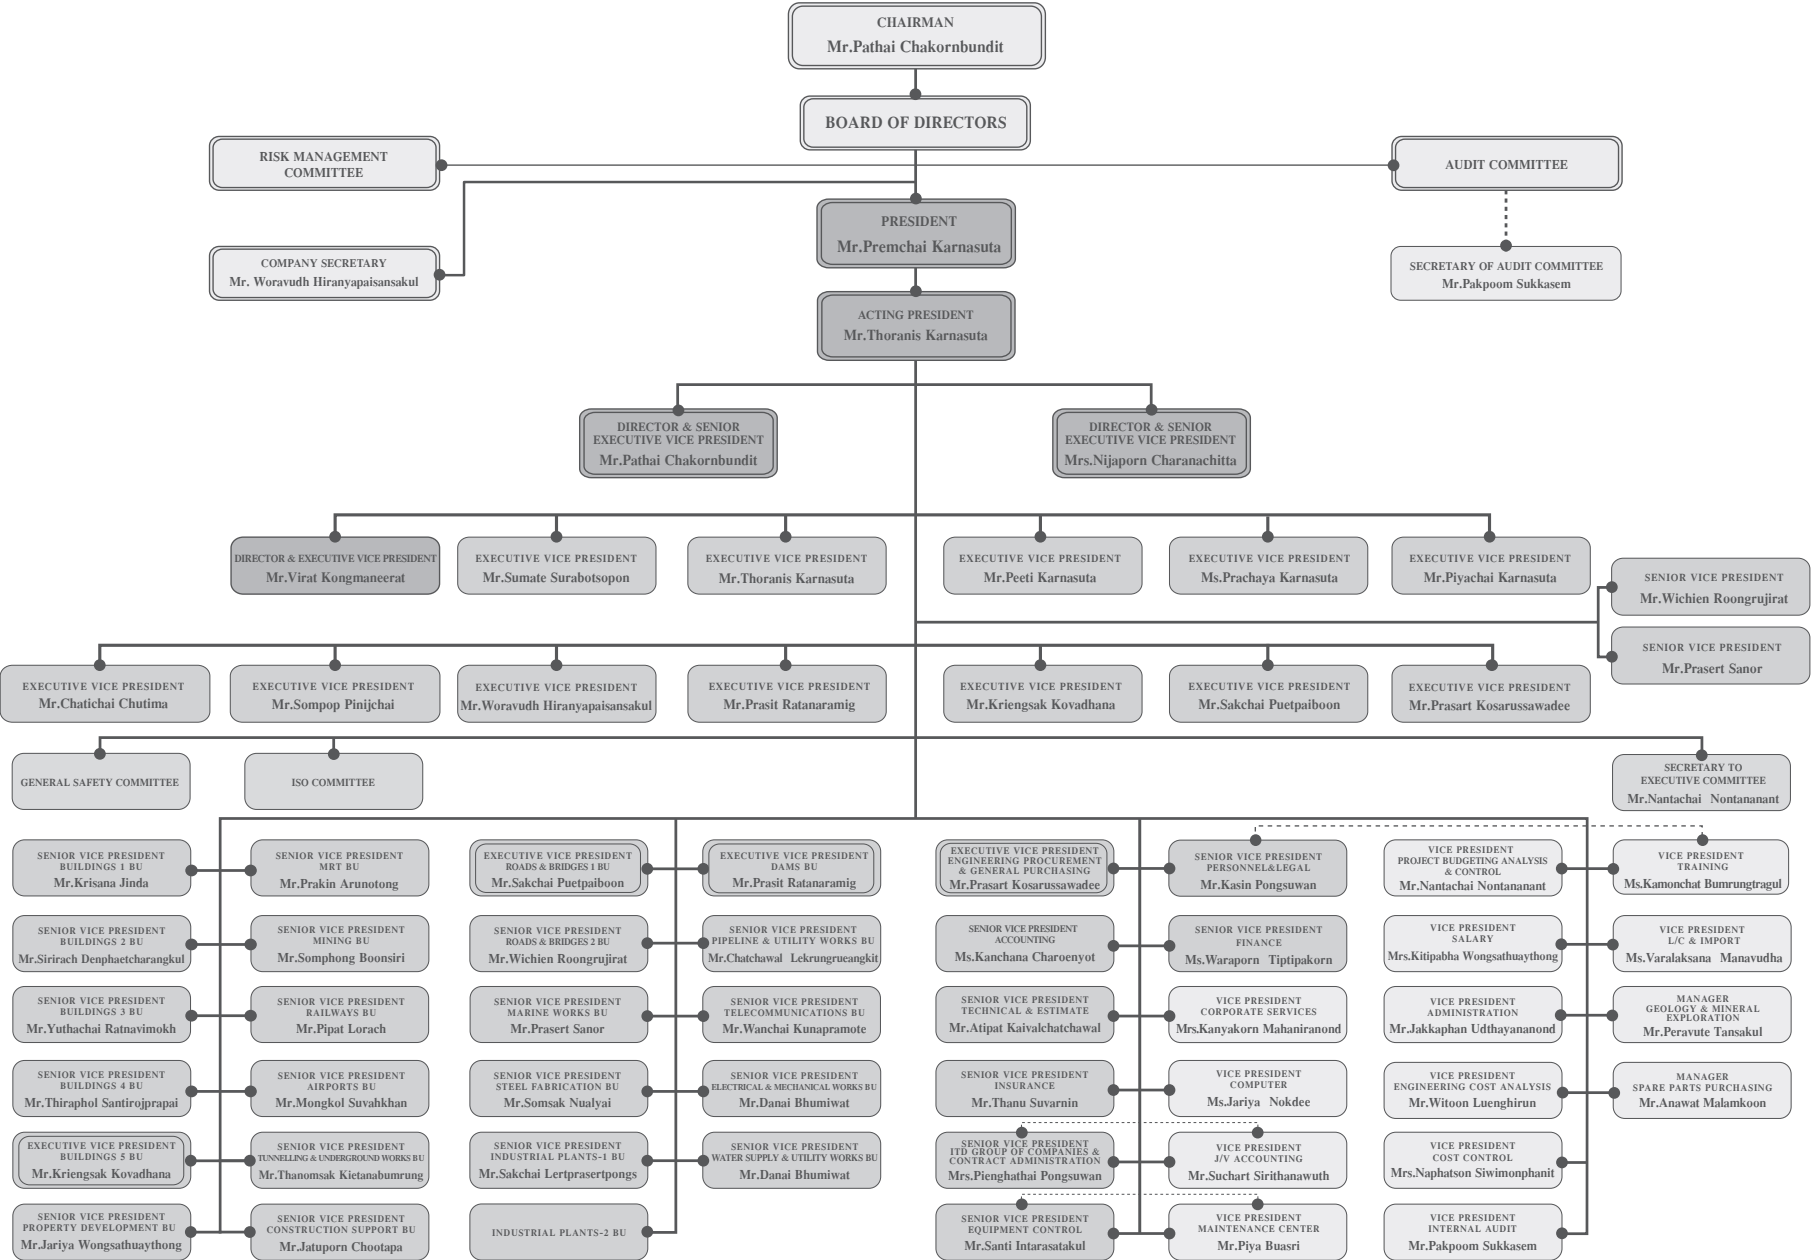 CHAIRMAN
Mr.Pathai Chakornbundit
BOARD OF DIRECTORS
RISK MANAGEMENT
COMMITTEE
AUDIT COMMITTEE
PRESIDENT
Mr.Premchai Karnasuta
COMPANY SECRETARY
Mr. Woravudh Hiranyapaisansakul
SECRETARY OF AUDIT COMMITTEE
Mr.Pakpoom Sukkasem
ACTING PRESIDENT
Mr.Thoranis Karnasuta
DIRECTOR & SENIOR
EXECUTIVE VICE PRESIDENT
Mr.Pathai Chakornbundit
DIRECTOR & SENIOR
EXECUTIVE VICE PRESIDENT
Mrs.Nijaporn Charanachitta
DIRECTOR & EXECUTIVE VICE PRESIDENT
Mr.Virat Kongmaneerat
EXECUTIVE VICE PRESIDENT
Mr.Sumate Surabotsopon
EXECUTIVE VICE PRESIDENT
Mr.Thoranis Karnasuta
EXECUTIVE VICE PRESIDENT
Mr.Peeti Karnasuta
EXECUTIVE VICE PRESIDENT
Ms.Prachaya Karnasuta
EXECUTIVE VICE PRESIDENT
Mr.Piyachai Karnasuta
SENIOR VICE PRESIDENT
Mr.Wichien Roongrujirat
SENIOR VICE PRESIDENT
Mr.Prasert Sanor
EXECUTIVE VICE PRESIDENT
Mr.Chatichai Chutima
EXECUTIVE VICE PRESIDENT
Mr.Sompop Pinijchai
EXECUTIVE VICE PRESIDENT
Mr.Woravudh Hiranyapaisansakul
EXECUTIVE VICE PRESIDENT
Mr.Prasit Ratanaramig
EXECUTIVE VICE PRESIDENT
Mr.Kriengsak Kovadhana
EXECUTIVE VICE PRESIDENT
Mr.Sakchai Puetpaiboon
EXECUTIVE VICE PRESIDENT
Mr.Prasart Kosarussawadee
GENERAL SAFETY COMMITTEE
ISO COMMITTEE
SECRETARY TO
EXECUTIVE COMMITTEE
Mr.Nantachai Nontananant
SENIOR VICE PRESIDENT
BUILDINGS 1 BU
Mr.Krisana Jinda
SENIOR VICE PRESIDENT
MRT BU
Mr.Prakin Arunotong
EXECUTIVE VICE PRESIDENT
ROADS & BRIDGES 1 BU
Mr.Sakchai Puetpaiboon
EXECUTIVE VICE PRESIDENT
DAMS BU
Mr.Prasit Ratanaramig
EXECUTIVE VICE PRESIDENT
ENGINEERING PROCUREMENT
& GENERAL PURCHASING
Mr.Prasart Kosarussawadee
SENIOR VICE PRESIDENT
PERSONNEL&LEGAL
Mr.Kasin Pongsuwan
VICE PRESIDENT
PROJECT BUDGETING ANALYSIS
& CONTROL
Mr.Nantachai Nontananant
VICE PRESIDENT
TRAINING
Ms.Kamonchat Bumrungtragul
SENIOR VICE PRESIDENT
BUILDINGS 2 BU
Mr.Sirirach Denphaetcharangkul
SENIOR VICE PRESIDENT
MINING BU
Mr.Somphong Boonsiri
SENIOR VICE PRESIDENT
ROADS & BRIDGES 2 BU
Mr.Wichien Roongrujirat
SENIOR VICE PRESIDENT
PIPELINE & UTILITY WORKS BU
Mr.Chatchawal Lekrungrueangkit
SENIOR VICE PRESIDENT
ACCOUNTING
Ms.Kanchana Charoenyot
SENIOR VICE PRESIDENT
FINANCE
Ms.Waraporn Tiptipakorn
VICE PRESIDENT
SALARY
Mrs.Kitipabha Wongsathuaythong
VICE PRESIDENT
L/C & IMPORT
Ms.Varalaksana Manavudha
SENIOR VICE PRESIDENT
BUILDINGS 3 BU
Mr.Yuthachai Ratnavimokh
SENIOR VICE PRESIDENT
RAILWAYS BU
Mr.Pipat Lorach
SENIOR VICE PRESIDENT
MARINE WORKS BU
Mr.Prasert Sanor
SENIOR VICE PRESIDENT
TELECOMMUNICATIONS BU
Mr.Wanchai Kunapramote
SENIOR VICE PRESIDENT
TECHNICAL & ESTIMATE
Mr.Atipat Kaivalchatchawal
VICE PRESIDENT
CORPORATE SERVICES
Mrs.Kanyakorn Mahaniranond
VICE PRESIDENT
ADMINISTRATION
Mr.Jakkaphan Udthayananond
MANAGER
GEOLOGY & MINERAL
EXPLORATION
Mr.Peravute Tansakul
SENIOR VICE PRESIDENT
BUILDINGS 4 BU
Mr.Thiraphol Santirojprapai
SENIOR VICE PRESIDENT
AIRPORTS BU
Mr.Mongkol Suvahkhan
SENIOR VICE PRESIDENT
STEEL FABRICATION BU
Mr.Somsak Nualyai
SENIOR VICE PRESIDENT
ELECTRICAL & MECHANICAL WORKS BU
Mr.Danai Bhumiwat
SENIOR VICE PRESIDENT
INSURANCE
Mr.Thanu Suvarnin
VICE PRESIDENT
COMPUTER
Ms.Jariya Nokdee
VICE PRESIDENT
ENGINEERING COST ANALYSIS
Mr.Witoon Luenghirun
MANAGER
SPARE PARTS PURCHASING
Mr.Anawat Malamkoon
EXECUTIVE VICE PRESIDENT
BUILDINGS 5 BU
Mr.Kriengsak Kovadhana
SENIOR VICE PRESIDENT
TUNNELLING & UNDERGROUND WORKS BU
Mr.Thanomsak Kietanabumrung
SENIOR VICE PRESIDENT
INDUSTRIAL PLANTS-1 BU
Mr.Sakchai Lertprasertpongs
SENIOR VICE PRESIDENT
WATER SUPPLY & UTILITY WORKS BU
Mr.Danai Bhumiwat
SENIOR VICE PRESIDENT
ITD GROUP OF COMPANIES &
CONTRACT ADMINISTRATION
Mrs.Pienghathai Pongsuwan
VICE PRESIDENT
J/V ACCOUNTING
Mr.Suchart Sirithanawuth
VICE PRESIDENT
COST CONTROL
Mrs.Naphatson Siwimonphanit
SENIOR VICE PRESIDENT
PROPERTY DEVELOPMENT BU
Mr.Jariya Wongsathuaythong
SENIOR VICE PRESIDENT
CONSTRUCTION SUPPORT BU
Mr.Jatuporn Chootapa
INDUSTRIAL PLANTS-2 BU
SENIOR VICE PRESIDENT
EQUIPMENT CONTROL
Mr.Santi Intarasatakul
VICE PRESIDENT
MAINTENANCE CENTER
Mr.Piya Buasri
VICE PRESIDENT
INTERNAL AUDIT
Mr.Pakpoom Sukkasem